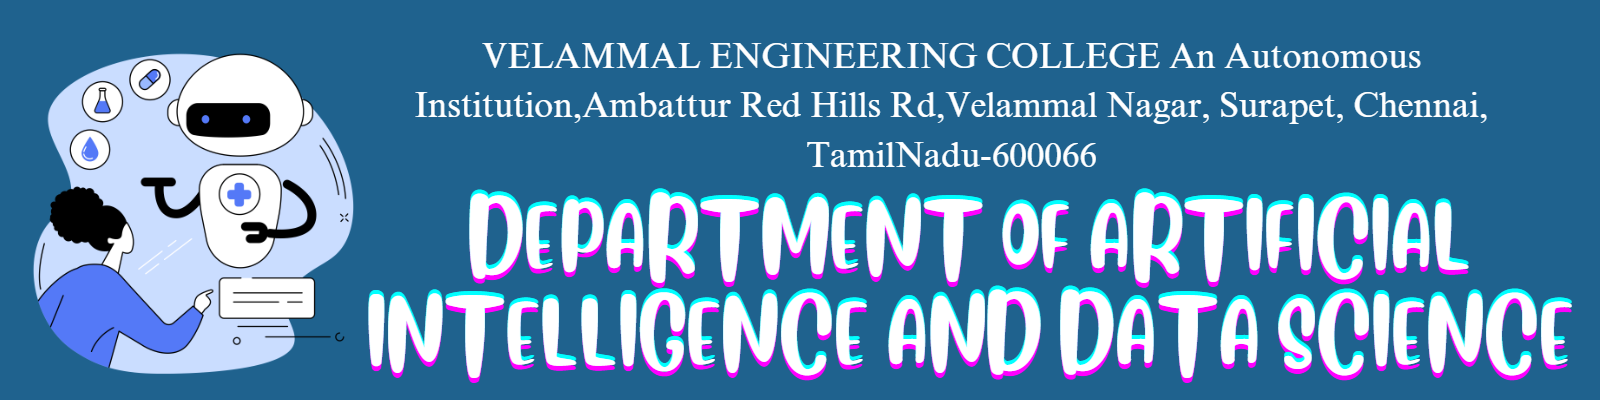 VELAMMAL ENGINEERING COLLEGE An Autonomous
Institution,Ambattur Red Hills Rd,Velammal Nagar, Surapet, Chennai,
TamilNadu-600066
DEPARTMENT OF ARTIFICIAL
INTELLIGENCE AND DATA SCIENCE